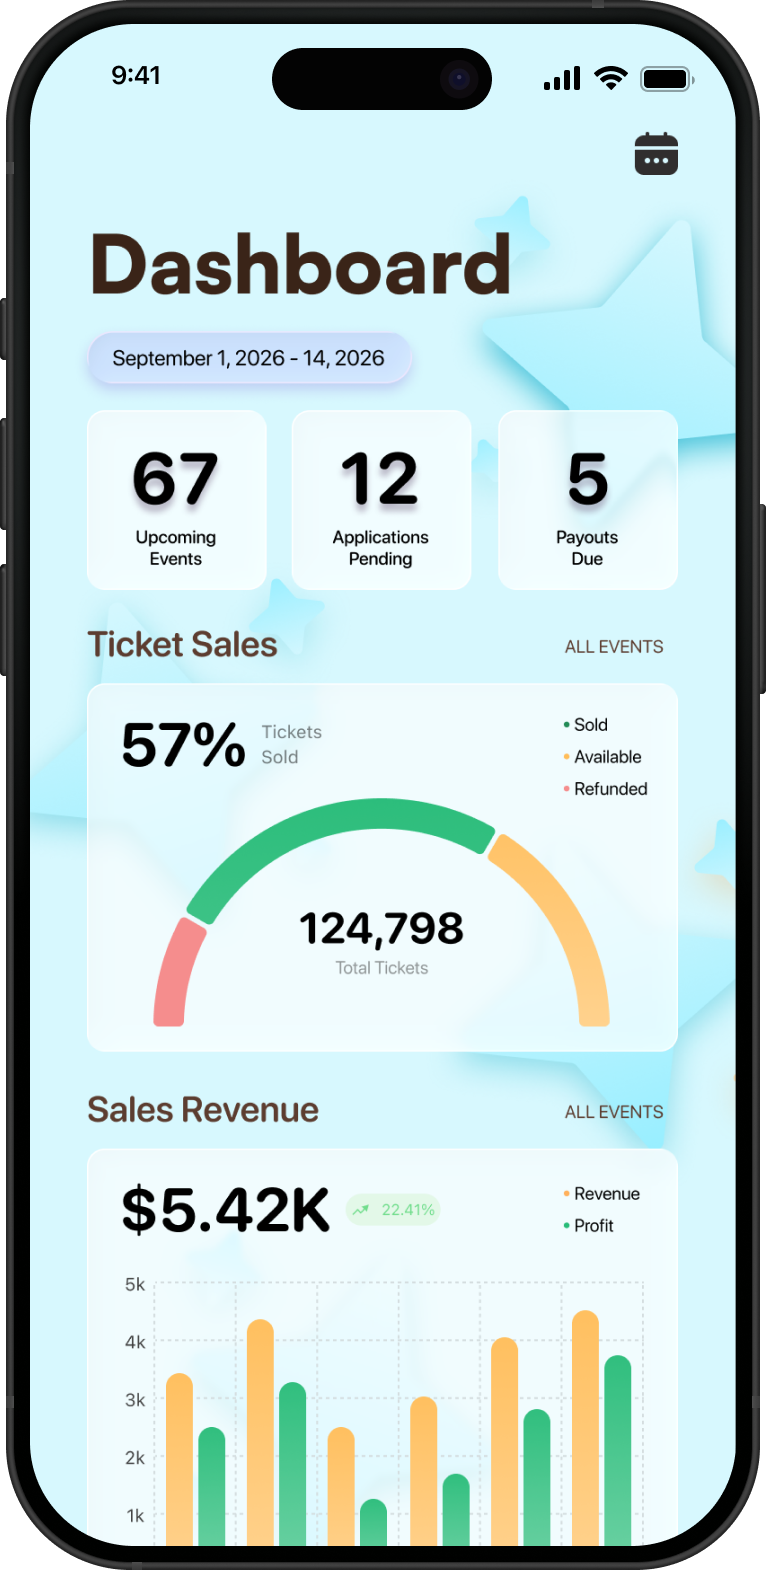 9:41
Dashboard
September 1, 2026 - 14, 2026
67
Upcoming
Events
12
Applications
Pending
5
Payouts
Due
Ticket Sales
ALL EVENTS
57%
Tickets
Sold
Sold
Available
Refunded
124,798
Total Tickets
Sales Revenue
ALL EVENTS
$5.42K
22.41%
Revenue
Profit
5k
4k
3k
2k
1k